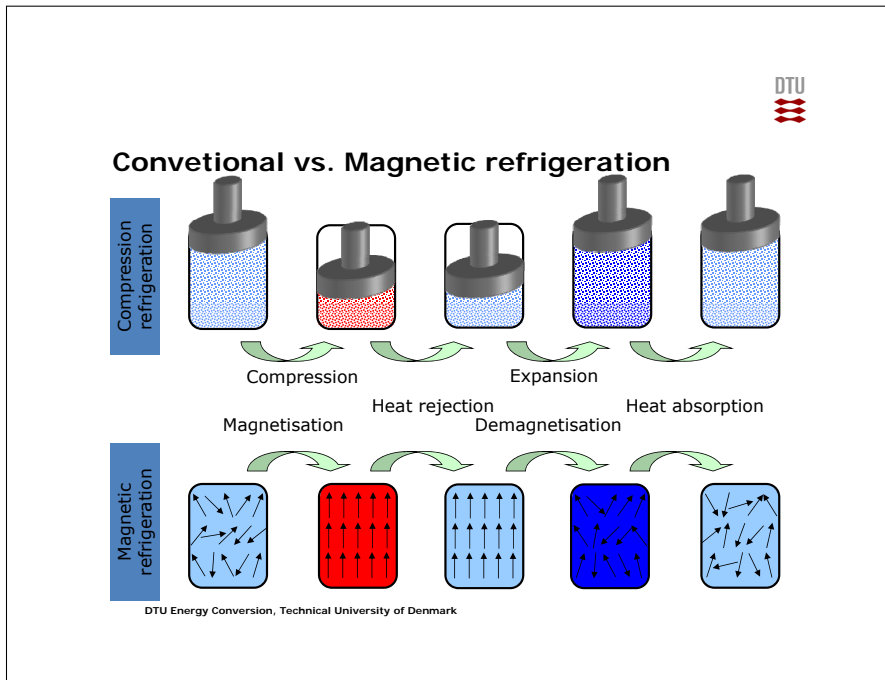 DTU
Convetional vs. Magnetic refrigeration
Compression
refrigeration
Compression
Expansion
Heat rejection
Heat absorption
Magnetisation
Demagnetisation
Magnetic
refrigeration
DTU Energy Conversion, Technical University of Denmark